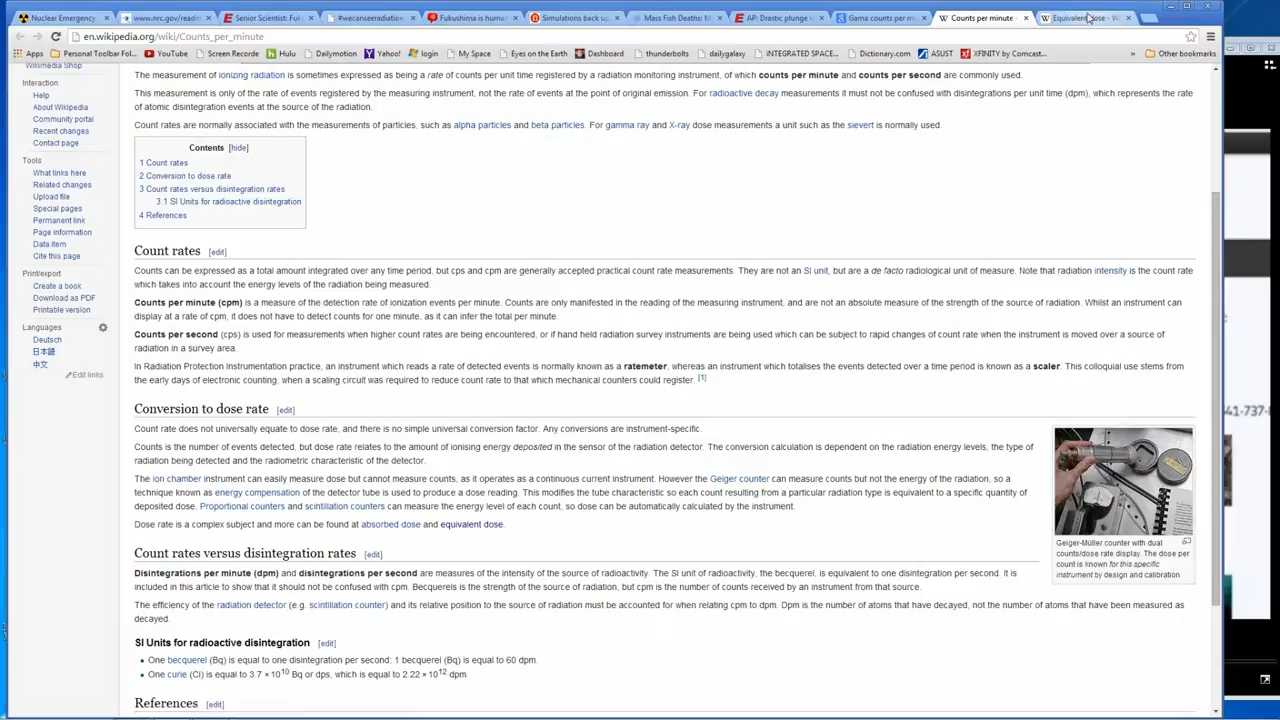 Nuclear Emergency
www.nrc.gov/readi
Senior Scientist: Fuk
#wecanseeradiation
Fukushima is human
Simulations back up
Mass Fish Deaths: M
AP: Drastic plunge i
Gama counts per m
Counts per minute -
Equivalent dose - W
en.wikipedia.org/wiki/Counts_per_minute
Apps
Personal Toolbar Fol...
YouTube
Screen Recorder
Hulu
Dailymotion
Yahoo!
login
My Space
Eyes on the Earth
Dashboard
thunderbolts
dailygalaxy
iNTEGRATED SPACE...
Dictionary.com
ASUST
XFINITY by Comcast...
»
Other bookmarks
Wikipedia Shop
Interaction
Help
About Wikipedia
Community portal
Recent changes
Contact page
Tools
What links here
Related changes
Upload file
Special pages
Permanent link
Page information
Data item
Cite this page
Print/export
Create a book
Download as PDF
Printable version
Languages
Deutsch
日本語
中文
Edit links
The measurement of ionizing radiation is sometimes expressed as being a rate of counts per unit time registered by a radiation monitoring instrument, of which counts per minute and counts per second are commonly used.
This measurement is only of the rate of events registered by the measuring instrument, not the rate of events at the point of original emission. For radioactive decay measurements it must not be confused with disintegrations per unit time (dpm), which represents the rate
of atomic disintegration events at the source of the radiation.
Count rates are normally associated with the measurements of particles, such as alpha particles and beta particles. For gamma ray and X-ray dose measurements a unit such as the sievert is normally used.
Contents [hide]
1 Count rates
2 Conversion to dose rate
3 Count rates versus disintegration rates
3.1 SI Units for radioactive disintegration
4 References
Count rates [edit]
Counts can be expressed as a total amount integrated over any time period, but cps and cpm are generally accepted practical count rate measurements. They are not an SI unit, but are a de facto radiological unit of measure. Note that radiation intensity is the count rate
which takes into account the energy levels of the radiation being measured.
Counts per minute (cpm) is a measure of the detection rate of ionization events per minute. Counts are only manifested in the reading of the measuring instrument, and are not an absolute measure of the strength of the source of radiation. Whilst an instrument can
display at a rate of cpm, it does not have to detect counts for one minute, as it can infer the total per minute.
Counts per second (cps) is used for measurements when higher count rates are being encountered, or if hand held radiation survey instruments are being used which can be subject to rapid changes of count rate when the instrument is moved over a source of
radiation in a survey area.
In Radiation Protection Instrumentation practice, an instrument which reads a rate of detected events is normally known as a ratemeter, whereas an instrument which totalises the events detected over a time period is known as a scaler. This colloquial use stems from
the early days of electronic counting, when a scaling circuit was required to reduce count rate to that which mechanical counters could register. [1]
Conversion to dose rate [edit]
Count rate does not universally equate to dose rate, and there is no simple universal conversion factor. Any conversions are instrument-specific.
Counts is the number of events detected, but dose rate relates to the amount of ionising energy deposited in the sensor of the radiation detector. The conversion calculation is dependent on the radiation energy levels, the type of
radiation being detected and the radiometric characteristic of the detector.
The ion chamber instrument can easily measure dose but cannot measure counts, as it operates as a continuous current instrument. However the Geiger counter can measure counts but not the energy of the radiation, so a
technique known as energy compensation of the detector tube is used to produce a dose reading. This modifies the tube characteristic so each count resulting from a particular radiation type is equivalent to a specific quantity of
deposited dose. Proportional counters and scintillation counters can measure the energy level of each count, so dose can be automatically calculated by the instrument.
Dose rate is a complex subject and more can be found at absorbed dose and equivalent dose.
Geiger-Müller counter with dual
counts/dose rate display. The dose per
count is known for this specific
instrument by design and calibration
Count rates versus disintegration rates [edit]
Disintegrations per minute (dpm) and disintegrations per second are measures of the intensity of the source of radioactivity. The SI unit of radioactivity, the becquerel, is equivalent to one disintegration per second. It is
included in this article to show that it should not be confused with cpm. Becquerels is the strength of the source of radiation, but cpm is the number of counts received by an instrument from that source.
The efficiency of the radiation detector (e.g. scintillation counter) and its relative position to the source of radiation must be accounted for when relating cpm to dpm. Dpm is the number of atoms that have decayed, not the number of atoms that have been measured as
decayed.
SI Units for radioactive disintegration [edit]
• One becquerel (Bq) is equal to one disintegration per second; 1 becquerel (Bq) is equal to 60 dpm.
• One curie (Ci) is equal to 3.7 × 10¹⁰ Bq or dps, which is equal to 2.22 × 10¹² dpm.
References [edit]
41-737-8